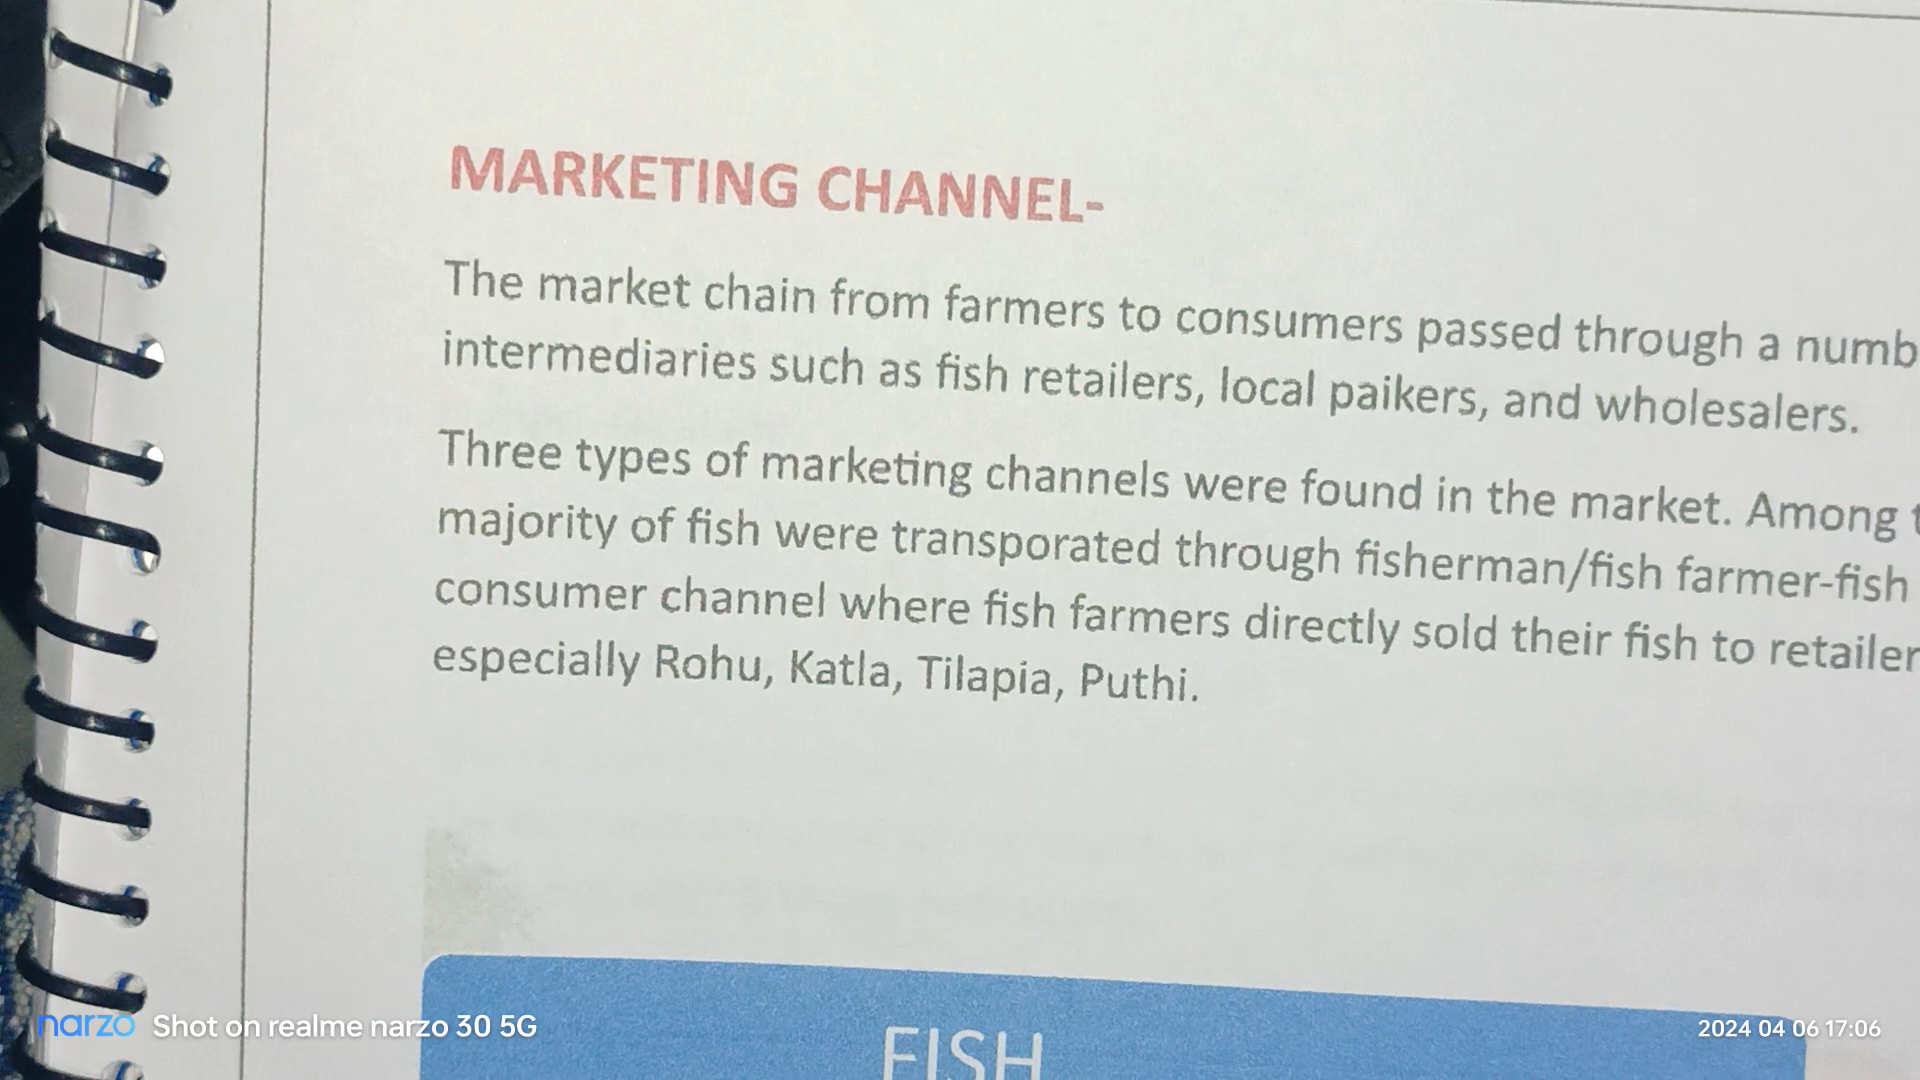 MARKETING CHANNEL-
The market chain from farmers to consumers passed through a numb
intermediaries such as fish retailers, local paikers, and wholesalers.
Three types of marketing channels were found in the market. Among t
majority of fish were transporated through fisherman/fish farmer-fish
consumer channel where fish farmers directly sold their fish to retailer
especially Rohu, Katla, Tilapia, Puthi.
FISH
narzo Shot on realme narzo 30 5G
2024 04 06 17:06